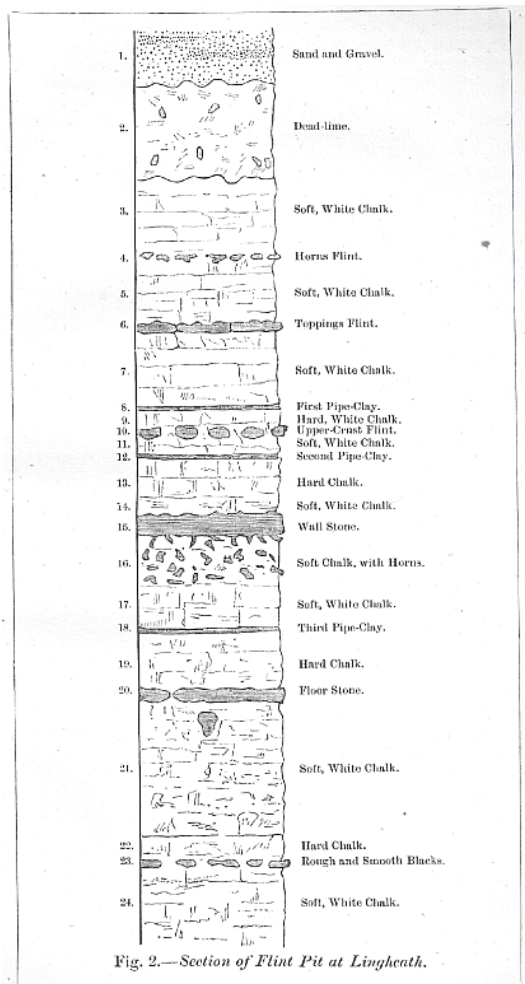 1. Sand and Gravel.
2. Dead-lime.
3. Soft, White Chalk.
4. Horns Flint.
5. Soft, White Chalk.
6. Toppings Flint.
7. Soft, White Chalk.
8. First Pipe-Clay.
9. Hard, White Chalk.
10. Upper-Crust Flint.
11. Soft, White Chalk.
12. Second Pipe-Clay.
13. Hard Chalk.
14. Soft, White Chalk.
15. Wall Stone.
16. Soft Chalk, with Horns.
17. Soft, White Chalk.
18. Third Pipe-Clay.
19. Hard Chalk.
20. Floor Stone.
21. Soft, White Chalk.
22. Hard Chalk.
23. Rough and Smooth Blacks.
24. Soft, White Chalk.
Fig. 2.—Section of Flint Pit at Lingheath.